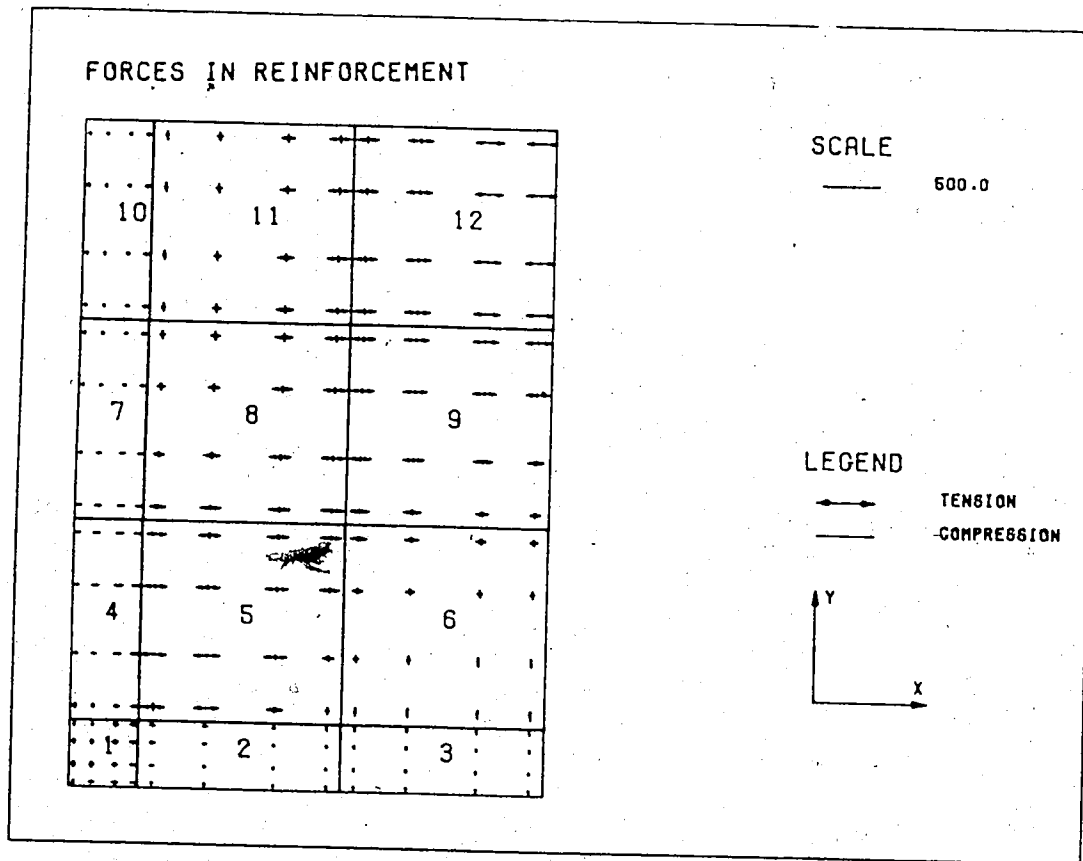 FORCES IN REINFORCEMENT
SCALE
500.0
10 11 12
7 8 9
LEGEND
TENSION
COMPRESSION
4 5 6
Y
X
1 2 3